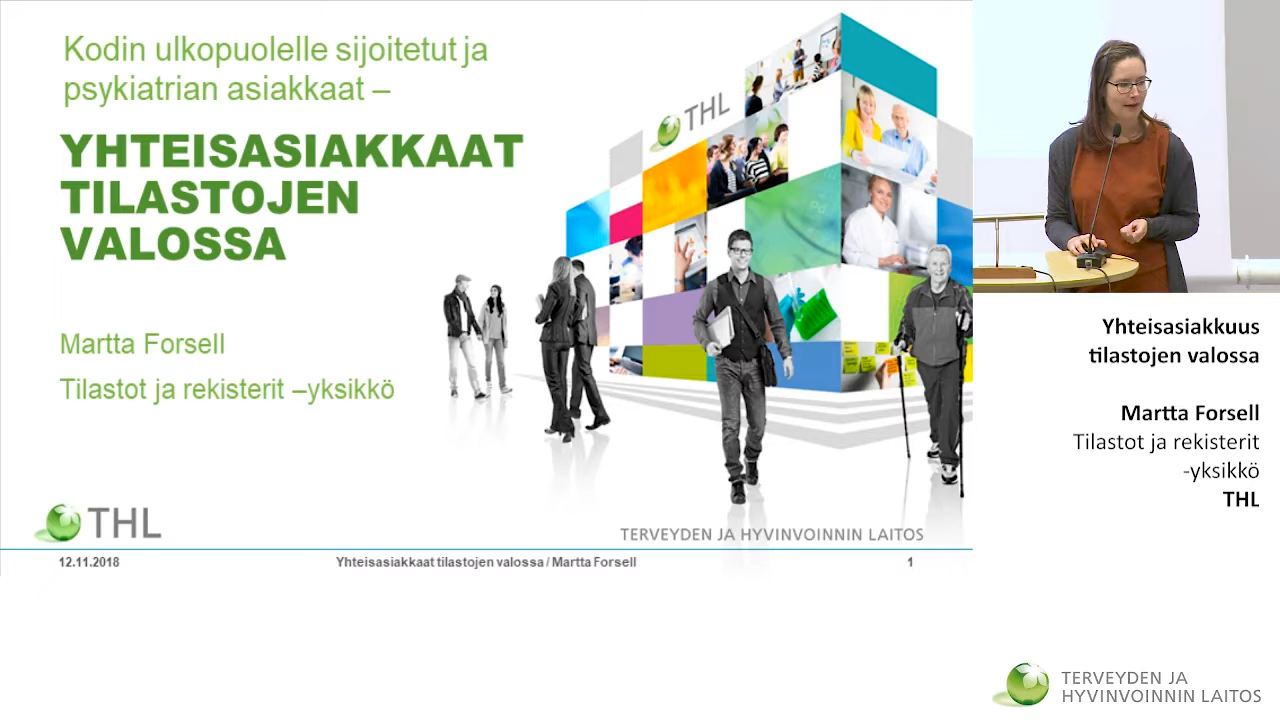 Kodin ulkopuolelle sijoitetut ja
psykiatrian asiakkaat –
YHTEISASIAKKAAT
TILASTOJEN
VALOSSA
Martta Forsell
Tilastot ja rekisterit –yksikkö
THL
THL
TERVEYDEN JA HYVINVOINNIN LAITOS
12.11.2018
Yhteisasiakkaat tilastojen valossa / Martta Forsell
1
Yhteisasiakkuus
tilastojen valossa
Martta Forsell
Tilastot ja rekisterit
-yksikkö
THL
TERVEYDEN JA
HYVINVOINNIN LAITOS